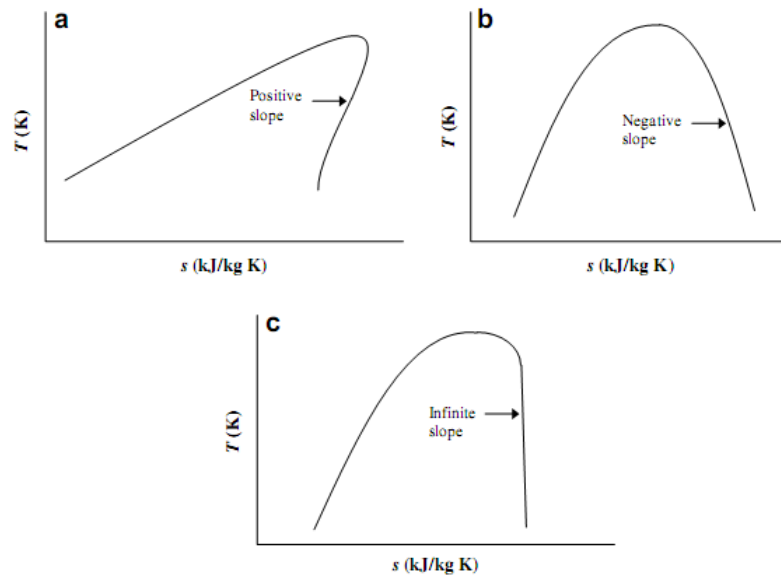 a
T (K)
Positive
slope
s (kJ/kg K)
b
T (K)
Negative
slope
s (kJ/kg K)
c
T (K)
Infinite
slope
s (kJ/kg K)